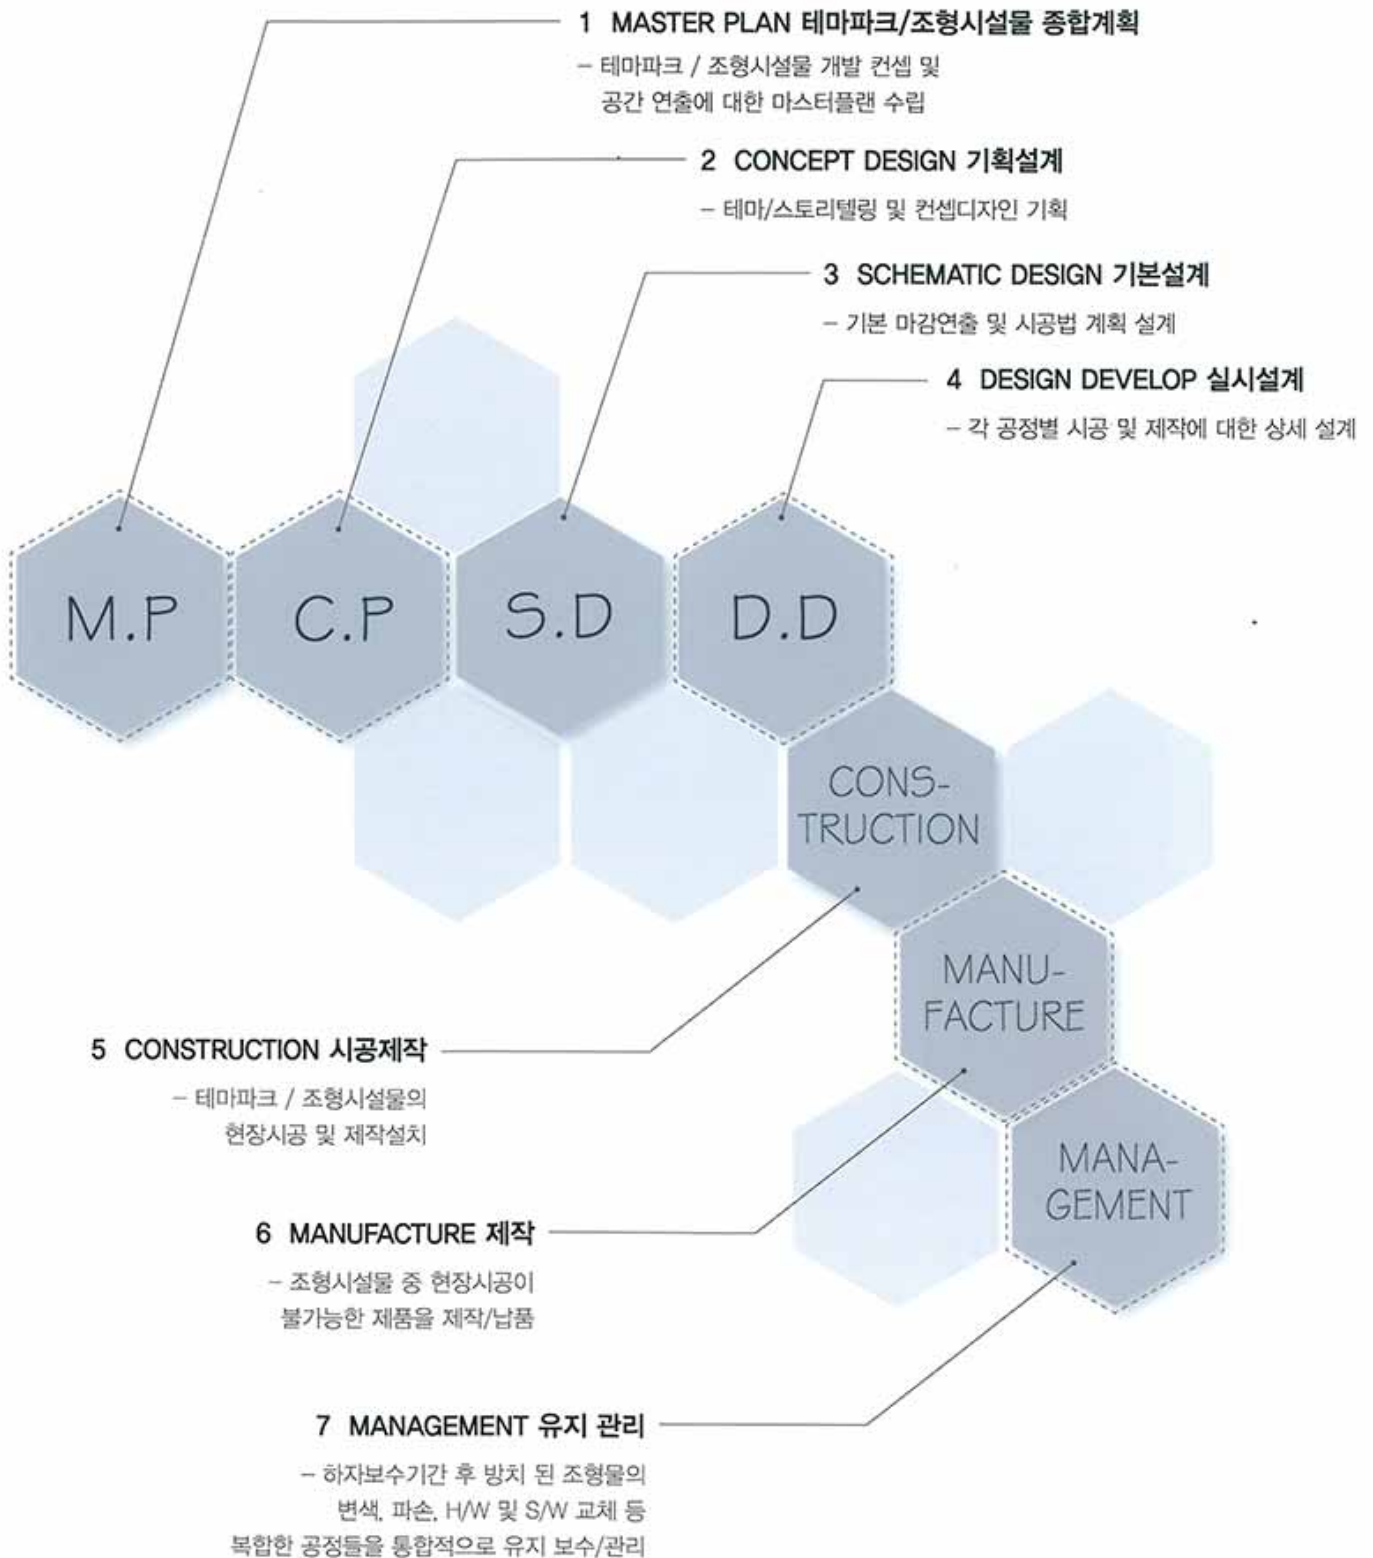 1 MASTER PLAN 테마파크/조형시설물 종합계획
– 테마파크 / 조형시설물 개발 컨셉 및
공간 연출에 대한 마스터플랜 수립
2 CONCEPT DESIGN 기획설계
– 테마/스토리텔링 및 컨셉디자인 기획
3 SCHEMATIC DESIGN 기본설계
– 기본 마감연출 및 시공법 계획 설계
4 DESIGN DEVELOP 실시설계
– 각 공정별 시공 및 제작에 대한 상세 설계
M.P
C.P
S.D
D.D
CONS-
TRUCTION
MANU-
FACTURE
MANA-
GEMENT
5 CONSTRUCTION 시공제작
– 테마파크 / 조형시설물의
현장시공 및 제작설치
6 MANUFACTURE 제작
– 조형시설물 중 현장시공이
불가능한 제품을 제작/납품
7 MANAGEMENT 유지 관리
– 하자보수기간 후 방치 된 조형물의
변색, 파손, H/W 및 S/W 교체 등
복합한 공정들을 통합적으로 유지 보수/관리